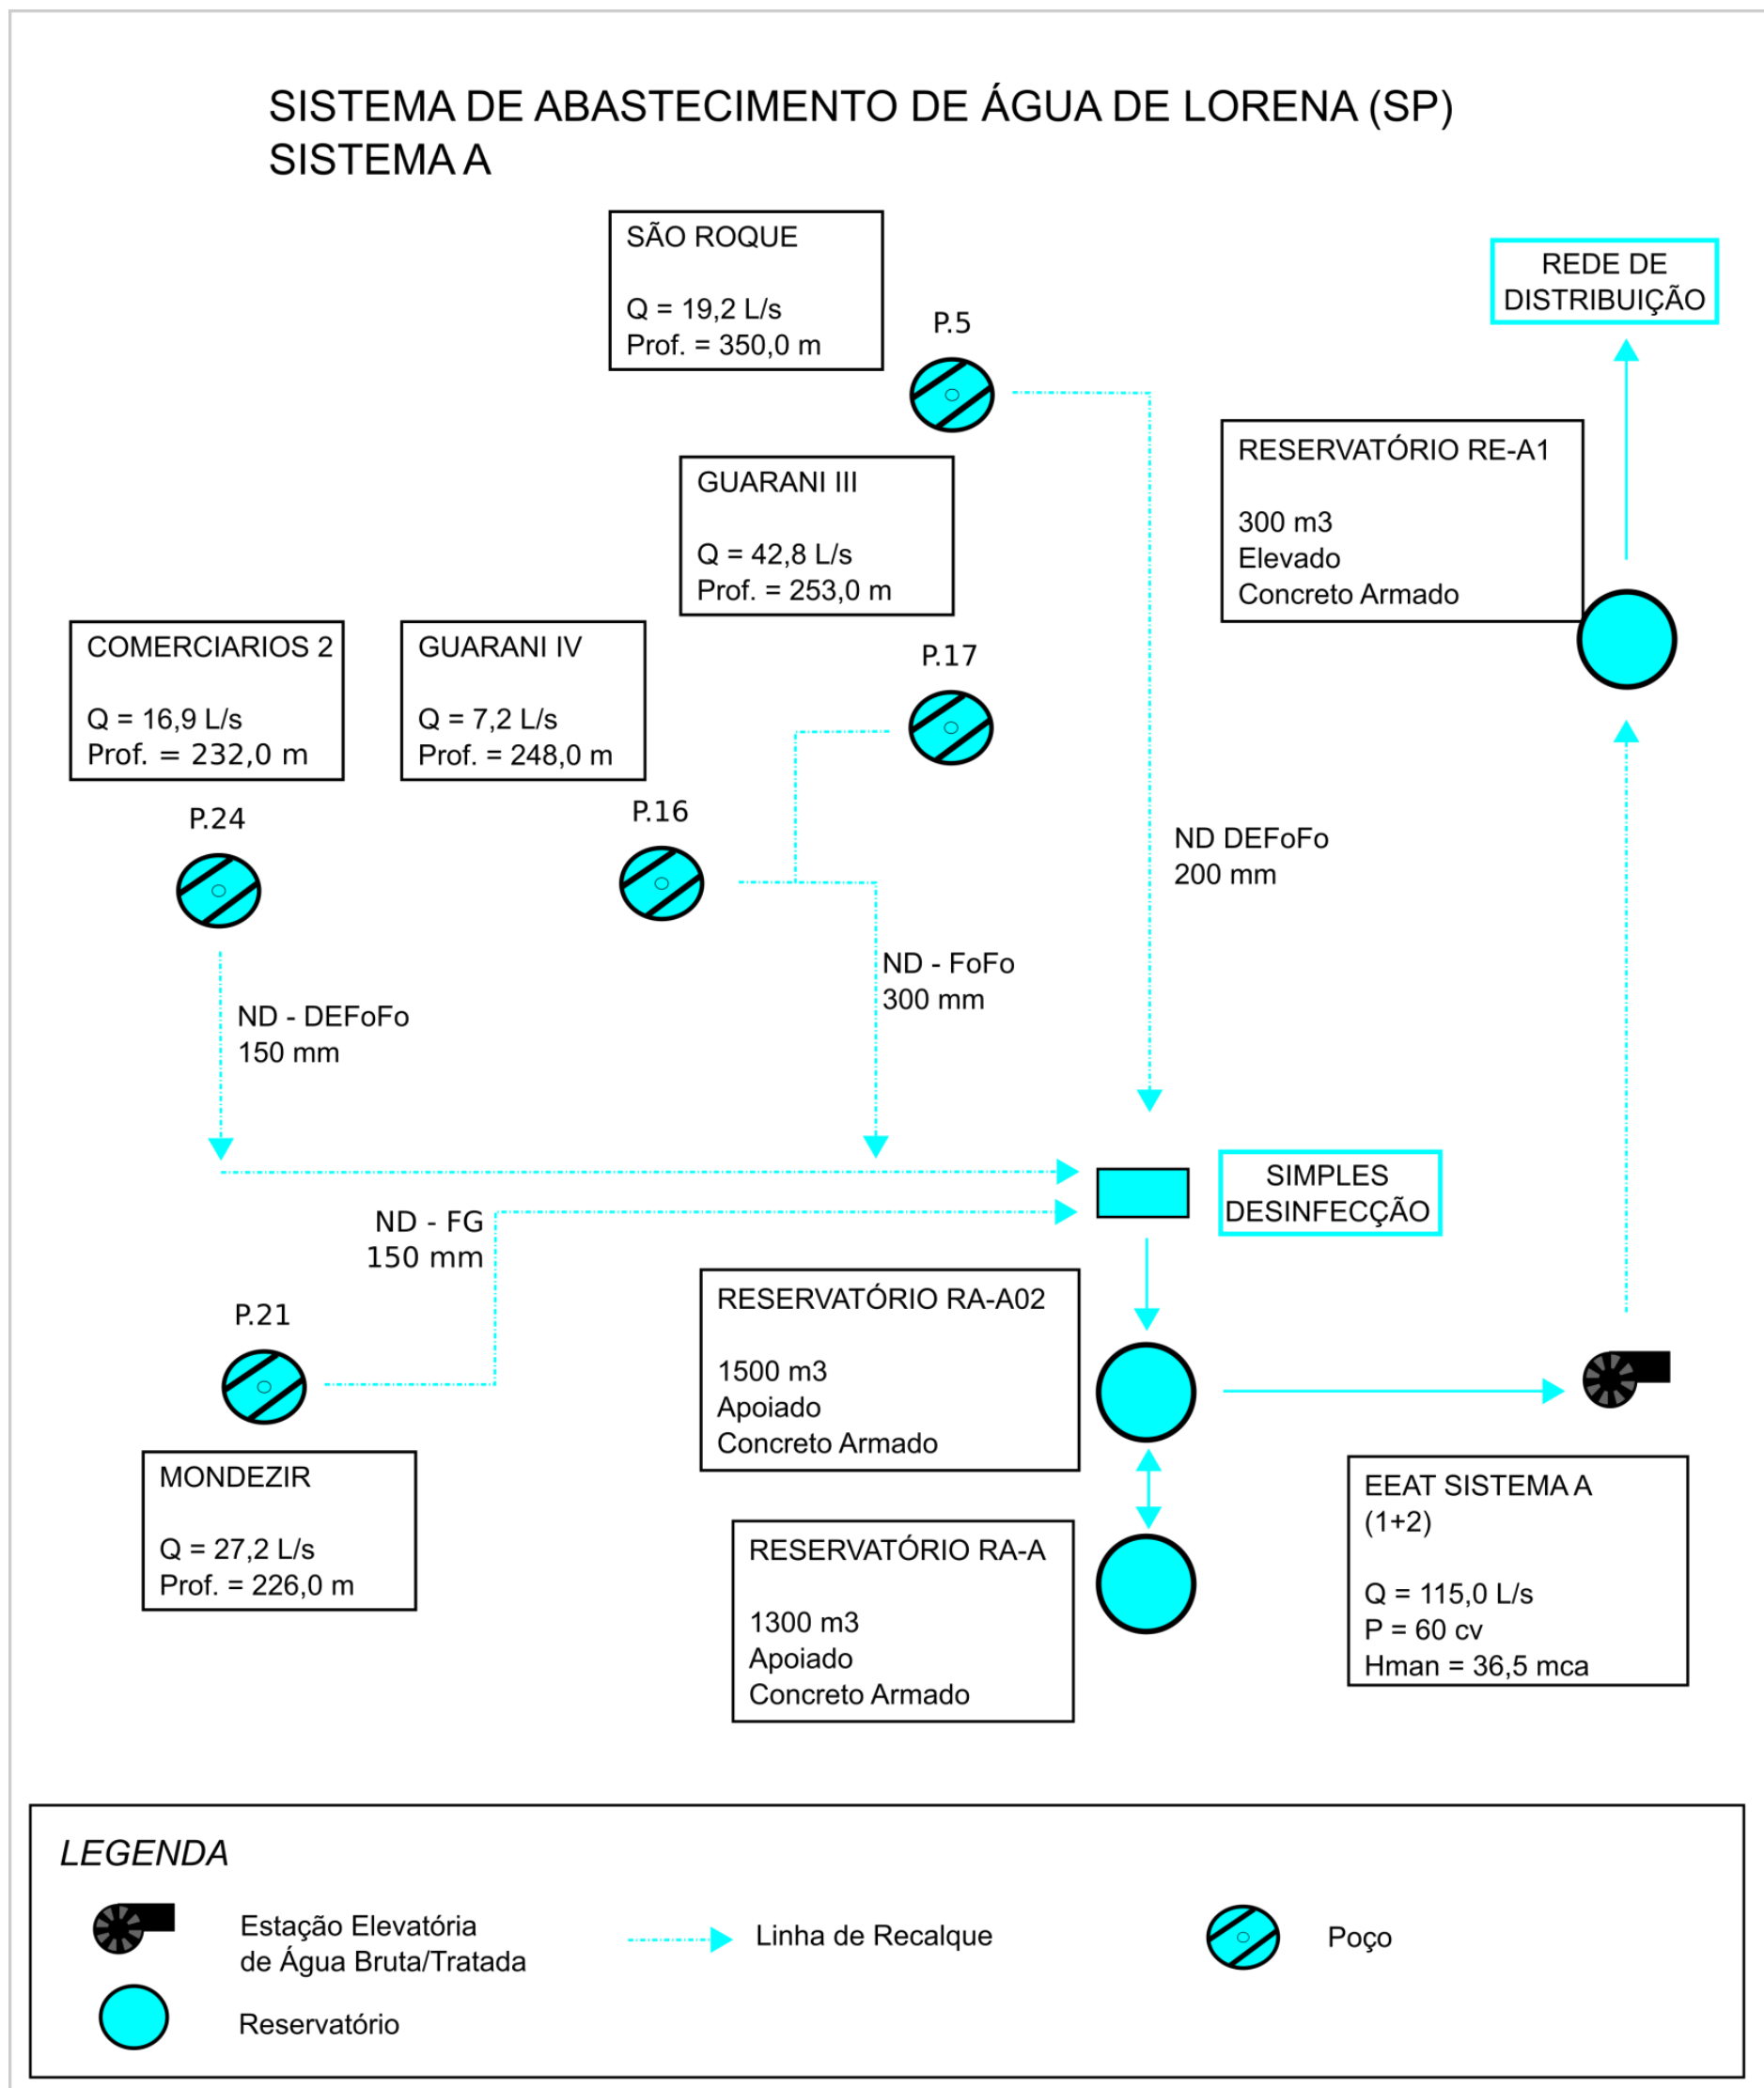 SISTEMA DE ABASTECIMENTO DE ÁGUA DE LORENA (SP)
SISTEMA A
SÃO ROQUE
Q = 19,2 L/s
Prof. = 350,0 m
P.5
REDE DE
DISTRIBUIÇÃO
RESERVATÓRIO RE-A1
300 m3
Elevado
Concreto Armado
GUARANI III
Q = 42,8 L/s
Prof. = 253,0 m
P.17
COMERCIARIOS 2
Q = 16,9 L/s
Prof. = 232,0 m
P.24
GUARANI IV
Q = 7,2 L/s
Prof. = 248,0 m
P.16
ND DEFoFo
200 mm
ND - FoFo
300 mm
ND - DEFoFo
150 mm
SIMPLES
DESINFECÇÃO
ND - FG
150 mm
P.21
MONDEZIR
Q = 27,2 L/s
Prof. = 226,0 m
RESERVATÓRIO RA-A02
1500 m3
Apoiado
Concreto Armado
RESERVATÓRIO RA-A
1300 m3
Apoiado
Concreto Armado
EEAT SISTEMA A
(1+2)
Q = 115,0 L/s
P = 60 cv
Hman = 36,5 mca
LEGENDA
Estação Elevatória
de Água Bruta/Tratada
Linha de Recalque
Poço
Reservatório